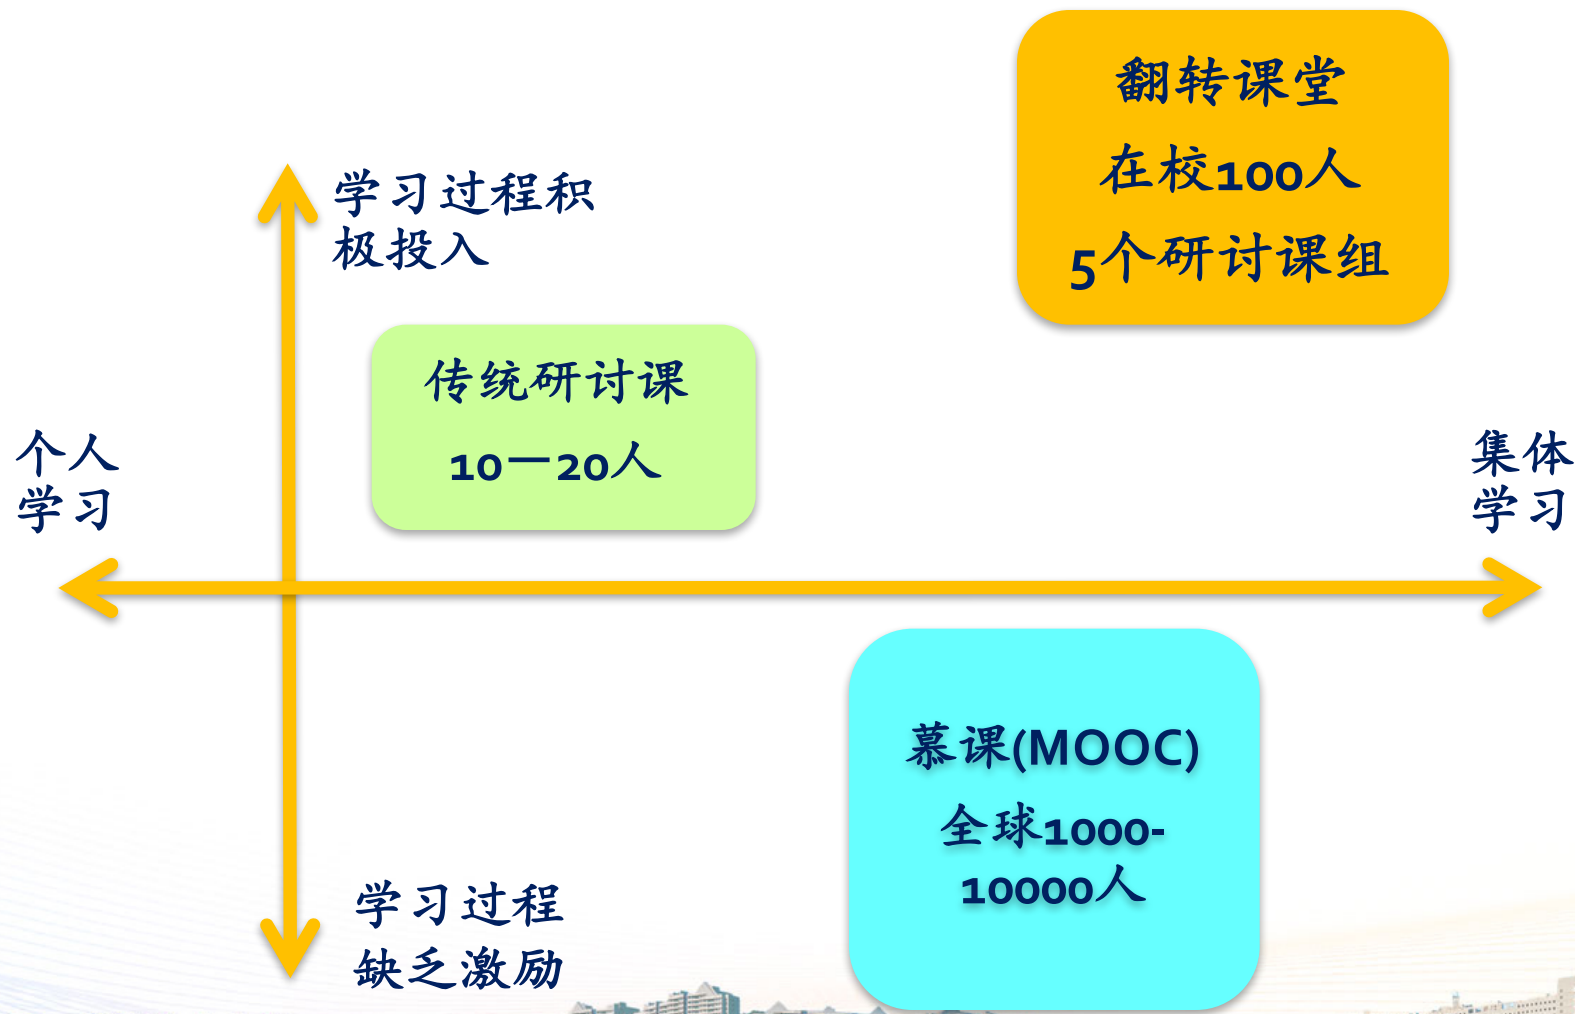 翻转课堂
在校100人
5个研讨课组
学习过程积
极投入
传统研讨课
10一20人
个人
学习
集体
学习
慕课(MOOC)
全球1000-
10000人
学习过程
缺乏激励